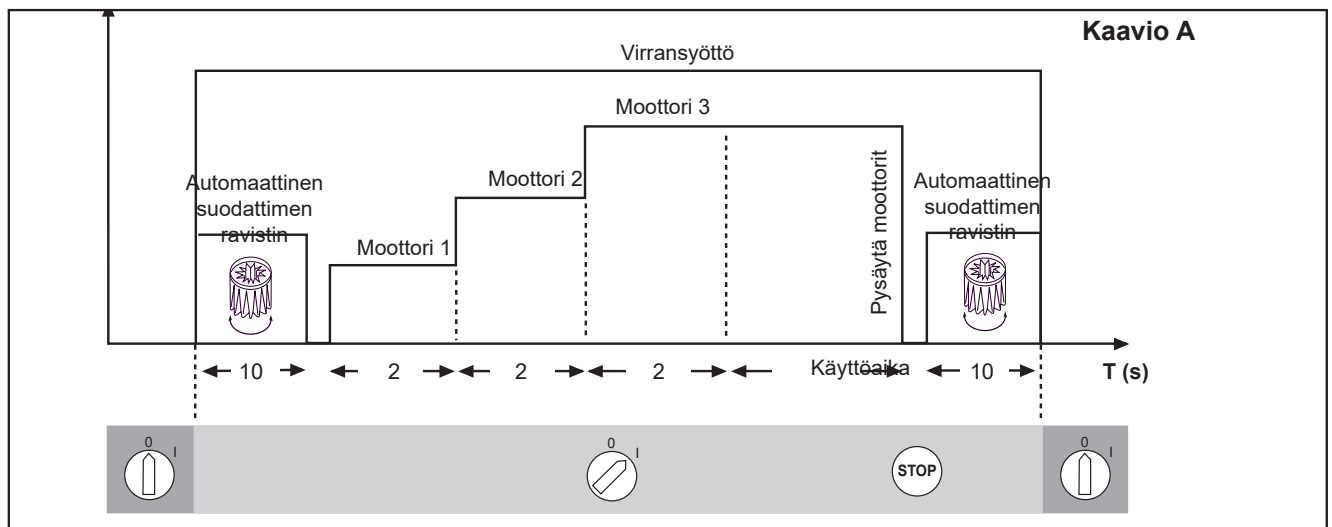 Kaavio A
Virransyöttö
Moottori 3
Automaattinen
suodattimen
ravistin
Moottori 2
Moottori 1
Pysäytä moottorit
Automaattinen
suodattimen
ravistin
10 2 2 2 Käyttöaika 10 T (s)
0 I
0 I
STOP
0 I